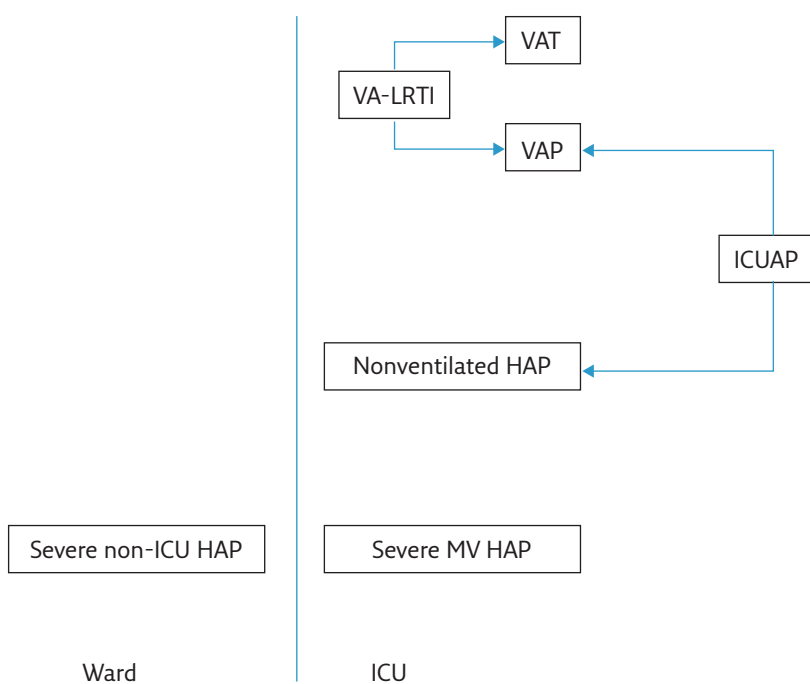 VAT
VA-LRTI
VAP
ICUAP
Nonventilated HAP
Severe non-ICU HAP
Severe MV HAP
Ward
ICU